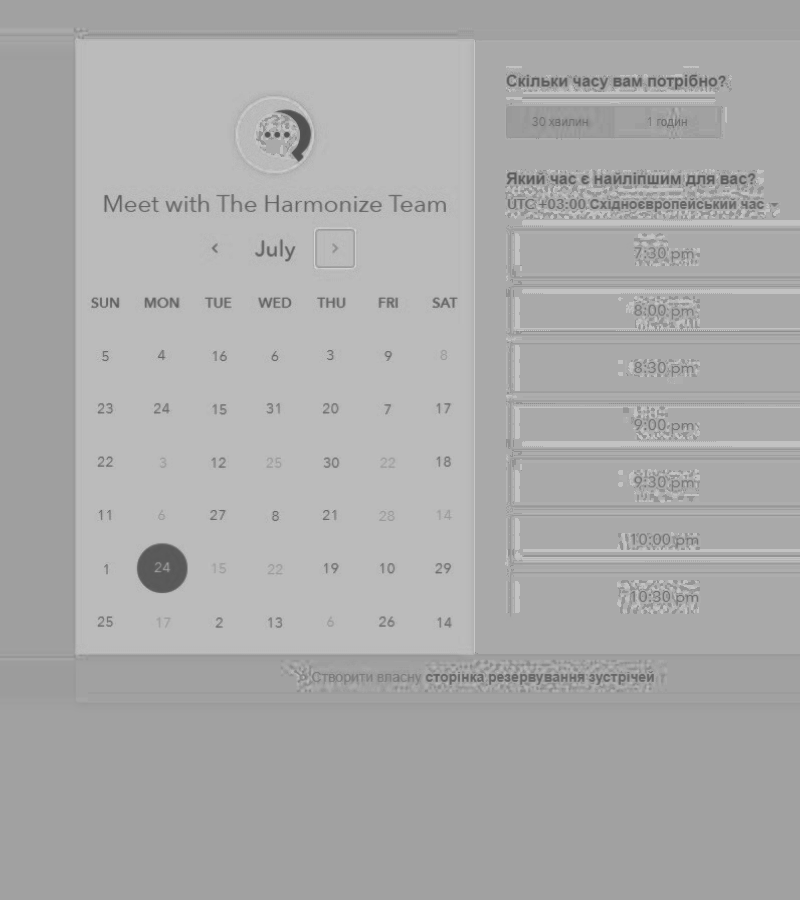 Meet with The Harmonize Team
‹ July ›
SUN MON TUE WED THU FRI SAT
5 4 16 6 3 9 8
23 24 15 31 20 7 17
22 3 12 25 30 22 18
11 6 27 8 21 28 14
1 24 15 22 19 10 29
25 17 2 13 6 26 14
Скільки часу вам потрібно?
30 хвилин 1 годин
Який час є найліпшим для вас?
UTC +03:00 Східноєвропейський час
7:30 pm
8:00 pm
8:30 pm
9:00 pm
9:30 pm
10:00 pm
10:30 pm
Створити власну сторінка резервування зустрічей